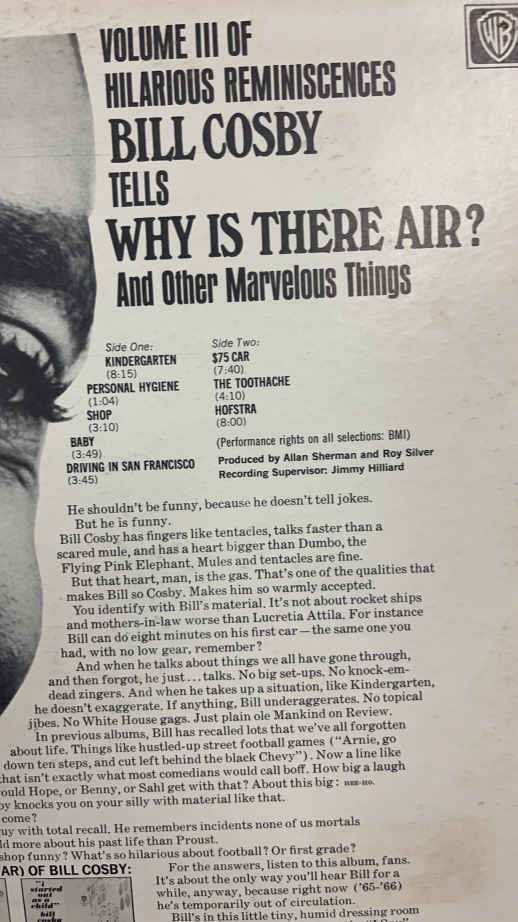 VOLUME III OF
HILARIOUS REMINISCENCES
BILL COSBY
TELLS
WHY IS THERE AIR?
And Other Marvelous Things
WB
Side One:
KINDERGARTEN
(8:15)
PERSONAL HYGIENE
(1:04)
SHOP
(3:10)
BABY
(3:49)
DRIVING IN SAN FRANCISCO
(3:45)
Side Two:
$75 CAR
(7:40)
THE TOOTHACHE
(4:10)
HOFSTRA
(8:00)
(Performance rights on all selections: BMI)
Produced by Allan Sherman and Roy Silver
Recording Supervisor: Jimmy Hilliard
He shouldn't be funny, because he doesn't tell jokes.
But he is funny.
Bill Cosby has fingers like tentacles, talks faster than a
scared mule, and has a heart bigger than Dumbo, the
Flying Pink Elephant. Mules and tentacles are fine.
But that heart, man, is the gas. That's one of the qualities that
makes Bill so Cosby. Makes him so warmly accepted.
You identify with Bill's material. It's not about rocket ships
and mothers-in-law worse than Lucretia Attila. For instance
Bill can do eight minutes on his first car—the same one you
had, with no low gear, remember?
And when he talks about things we all have gone through,
and then forgot, he just...talks. No big set-ups. No knock-em-
dead zingers. And when he takes up a situation, like Kindergarten,
he doesn't exaggerate. If anything, Bill underaggerates. No topical
jibes. No White House gags. Just plain ole Mankind on Review.
In previous albums, Bill has recalled lots that we've all forgotten
about life. Things like hustled-up street football games ("Arnie, go
down ten steps, and cut left behind the black Chevy"). Now a line like
that isn't exactly what most comedians would call boff. How big a laugh
ould Hope, or Benny, or Sahl get with that? About this big: HEE-HO.
by knocks you on your silly with material like that.
come?
uy with total recall. He remembers incidents none of us mortals
ld more about his past life than Proust.
shop funny? What's so hilarious about football? Or first grade?
AR) OF BILL COSBY:
For the answers, listen to this album, fans.
It's about the only way you'll hear Bill for a
while, anyway, because right now ('65-'66)
he's temporarily out of circulation.
Bill's in this little tiny, humid dressing room
"i
started
out
as a
child"
bill
cosby